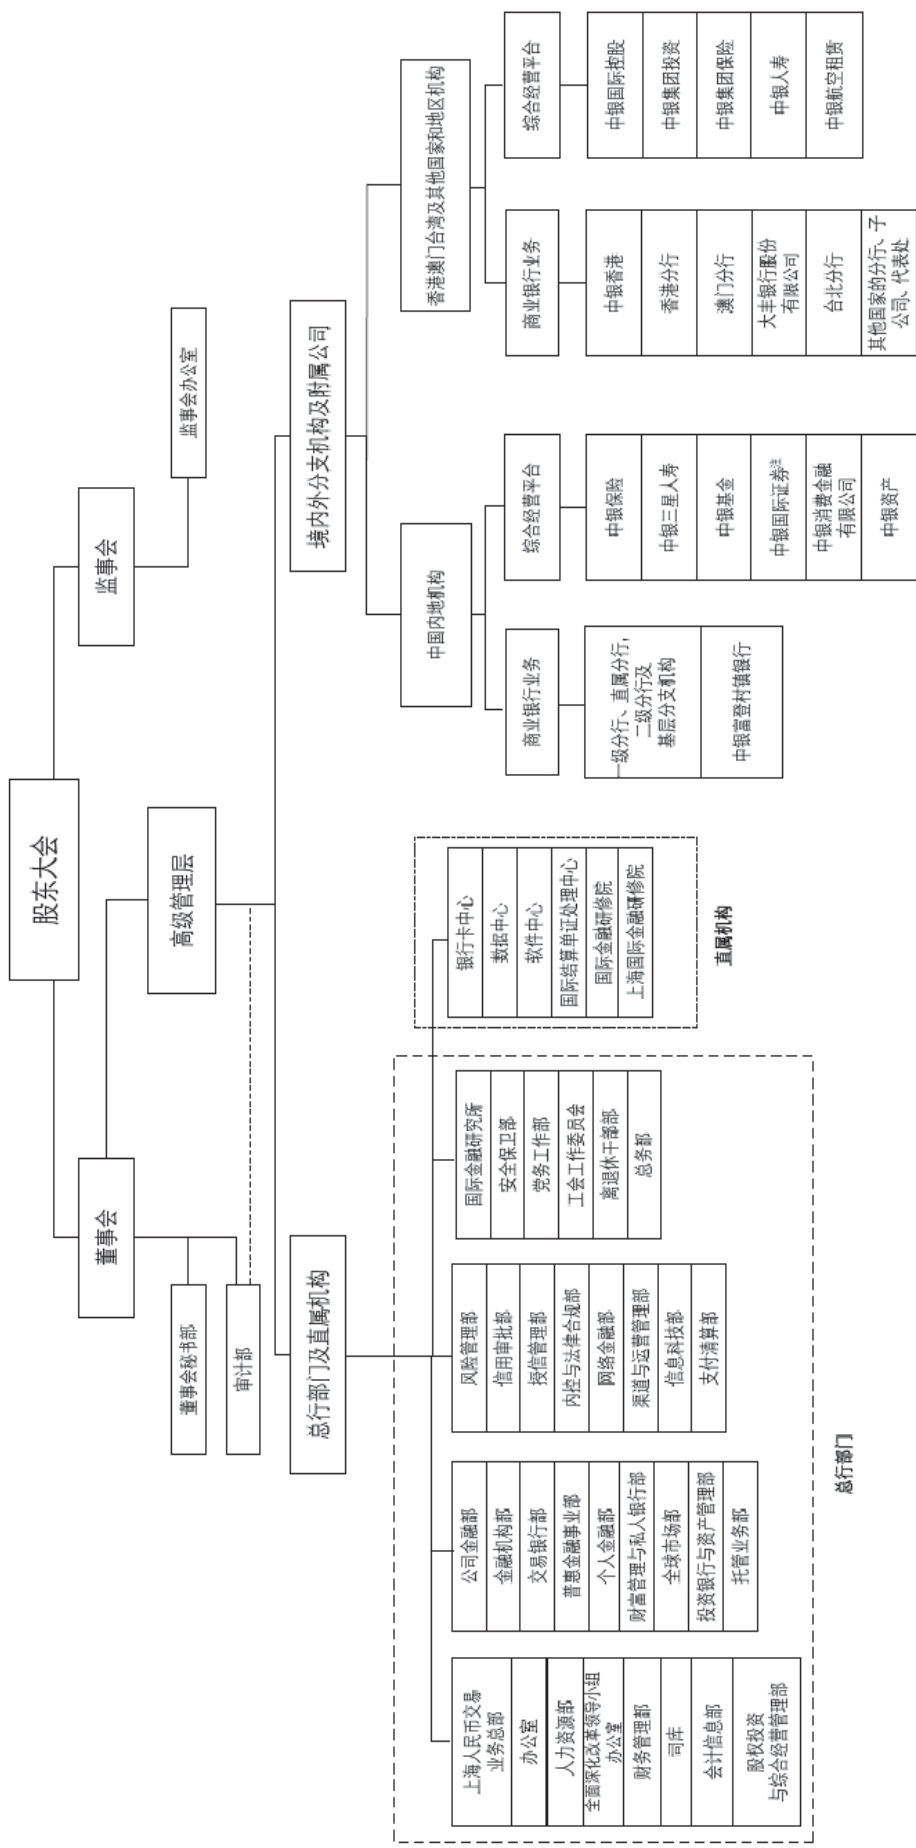 股东大会
董事会
监事会
高级管理层
董事会秘书部
审计部
监事会办公室
总行部门及直属机构
境内外分支机构及附属公司
上海人民币交易
业务总部
办公室
人力资源部
全面深化改革领导小组
办公室
财务管理部
司库
会计信息部
股权投资
与综合经营管理部
公司金融部
金融机构部
交易银行部
普惠金融事业部
个人金融部
财富管理与私人银行部
全球市场部
投资银行与资产管理部
托管业务部
风险管理部
信用审批部
授信管理部
内控与法律合规部
网络金融部
渠道与运营管理部
信息科技部
支付清算部
国际金融研究所
安全保卫部
党务工作部
工会工作委员会
离退休干部部
总务部
总行部门
银行卡中心
数据中心
软件中心
国际结算单证处理中心
国际金融研修院
上海国际金融研修院
直属机构
中国内地机构
商业银行业务
一级分行、直属分行,
二级分行及
基层分支机构
中银富登村镇银行
综合经营平台
中银保险
中银三星人寿
中银基金
中银国际证券注
中银消费金融
有限公司
中银资产
香港澳门台湾及其他国家和地区机构
商业银行业务
中银香港
香港分行
澳门分行
大丰银行股份
有限公司
台北分行
其他国家的分行、子
公司、代表处
综合经营平台
中银国际控股
中银集团投资
中银集团保险
中银人寿
中银航空租赁